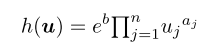 h(𝒖) = e^b ∏_{j=1}^{n} u_j^{a_j}